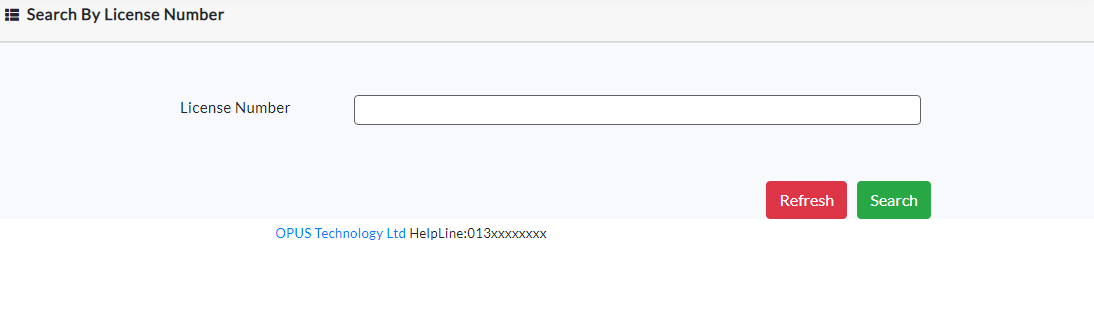 Search By License Number
License Number
Refresh Search
OPUS Technology Ltd HelpLine:013xxxxxxxx